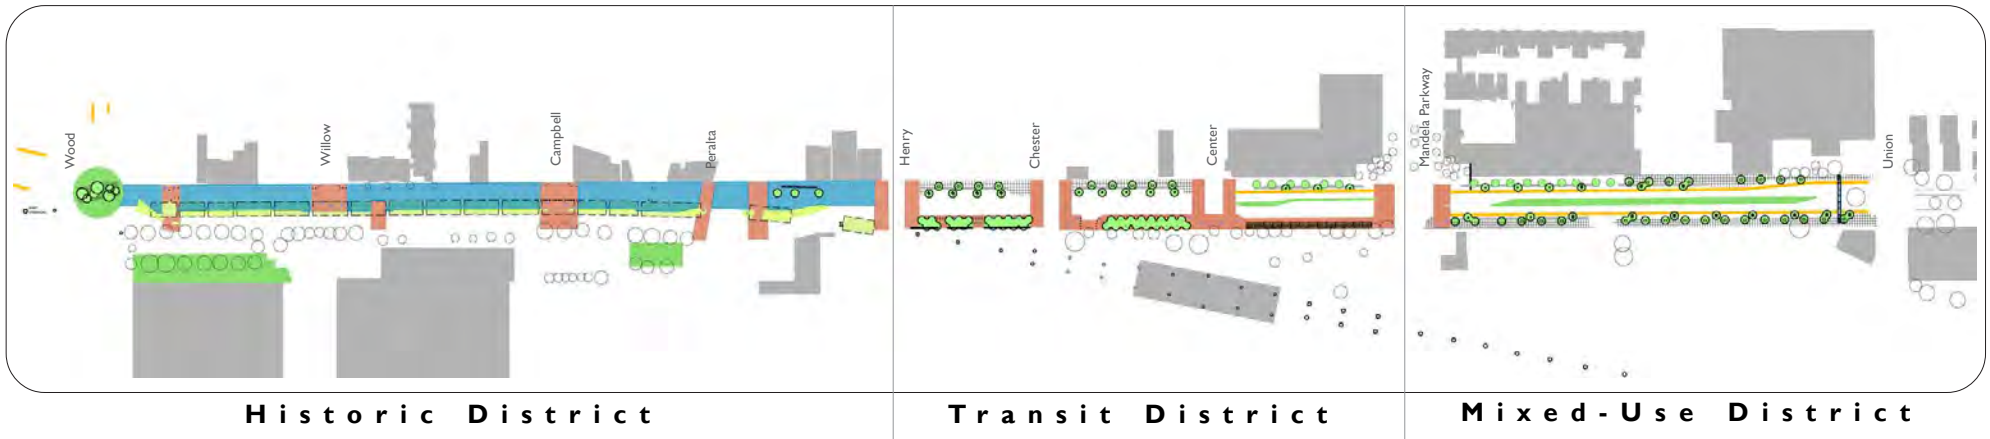 Wood
Willow
Campbell
Peralta
Henry
Chester
Center
Mandela Parkway
Union
Historic District
Transit District
Mixed-Use District